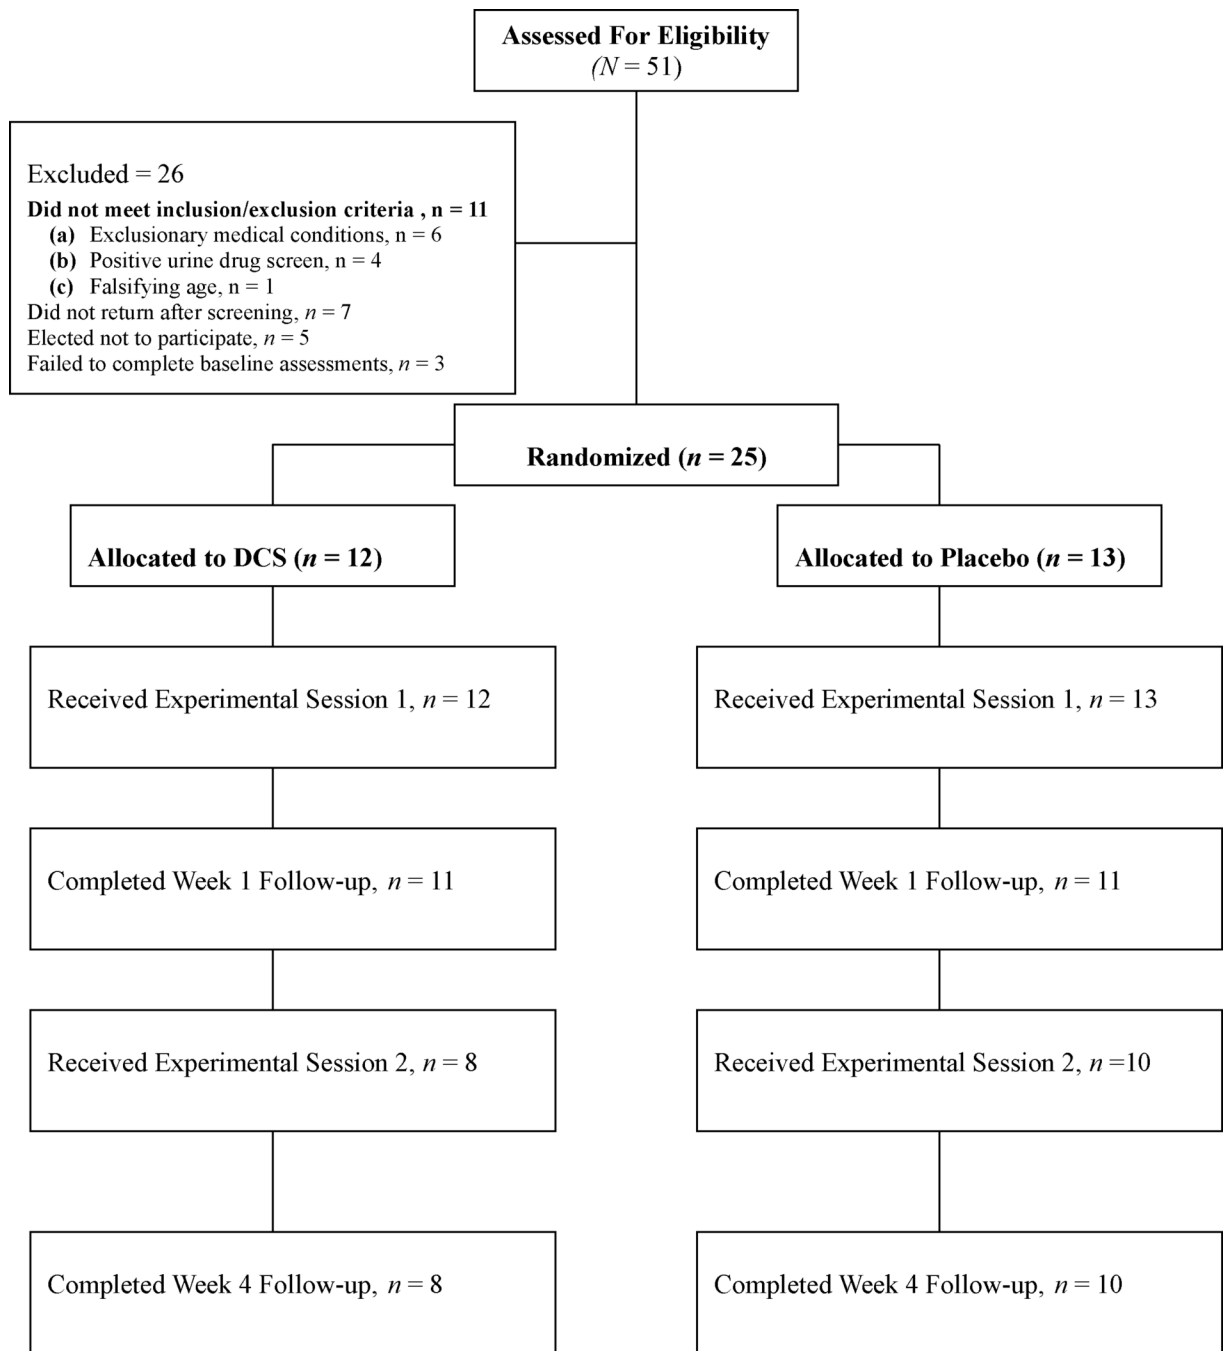 Assessed For Eligibility
(N = 51)
Excluded = 26
Did not meet inclusion/exclusion criteria , n = 11
(a) Exclusionary medical conditions, n = 6
(b) Positive urine drug screen, n = 4
(c) Falsifying age, n = 1
Did not return after screening, n = 7
Elected not to participate, n = 5
Failed to complete baseline assessments, n = 3
Randomized (n = 25)
Allocated to DCS (n = 12)
Allocated to Placebo (n = 13)
Received Experimental Session 1, n = 12
Received Experimental Session 1, n = 13
Completed Week 1 Follow-up, n = 11
Completed Week 1 Follow-up, n = 11
Received Experimental Session 2, n = 8
Received Experimental Session 2, n =10
Completed Week 4 Follow-up, n = 8
Completed Week 4 Follow-up, n = 10